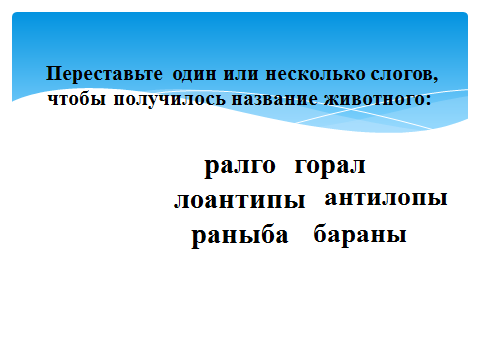 Переставьте один или несколько слогов,
чтобы получилось название животного:
ралго горал
лоантипы антилопы
раныба бараны